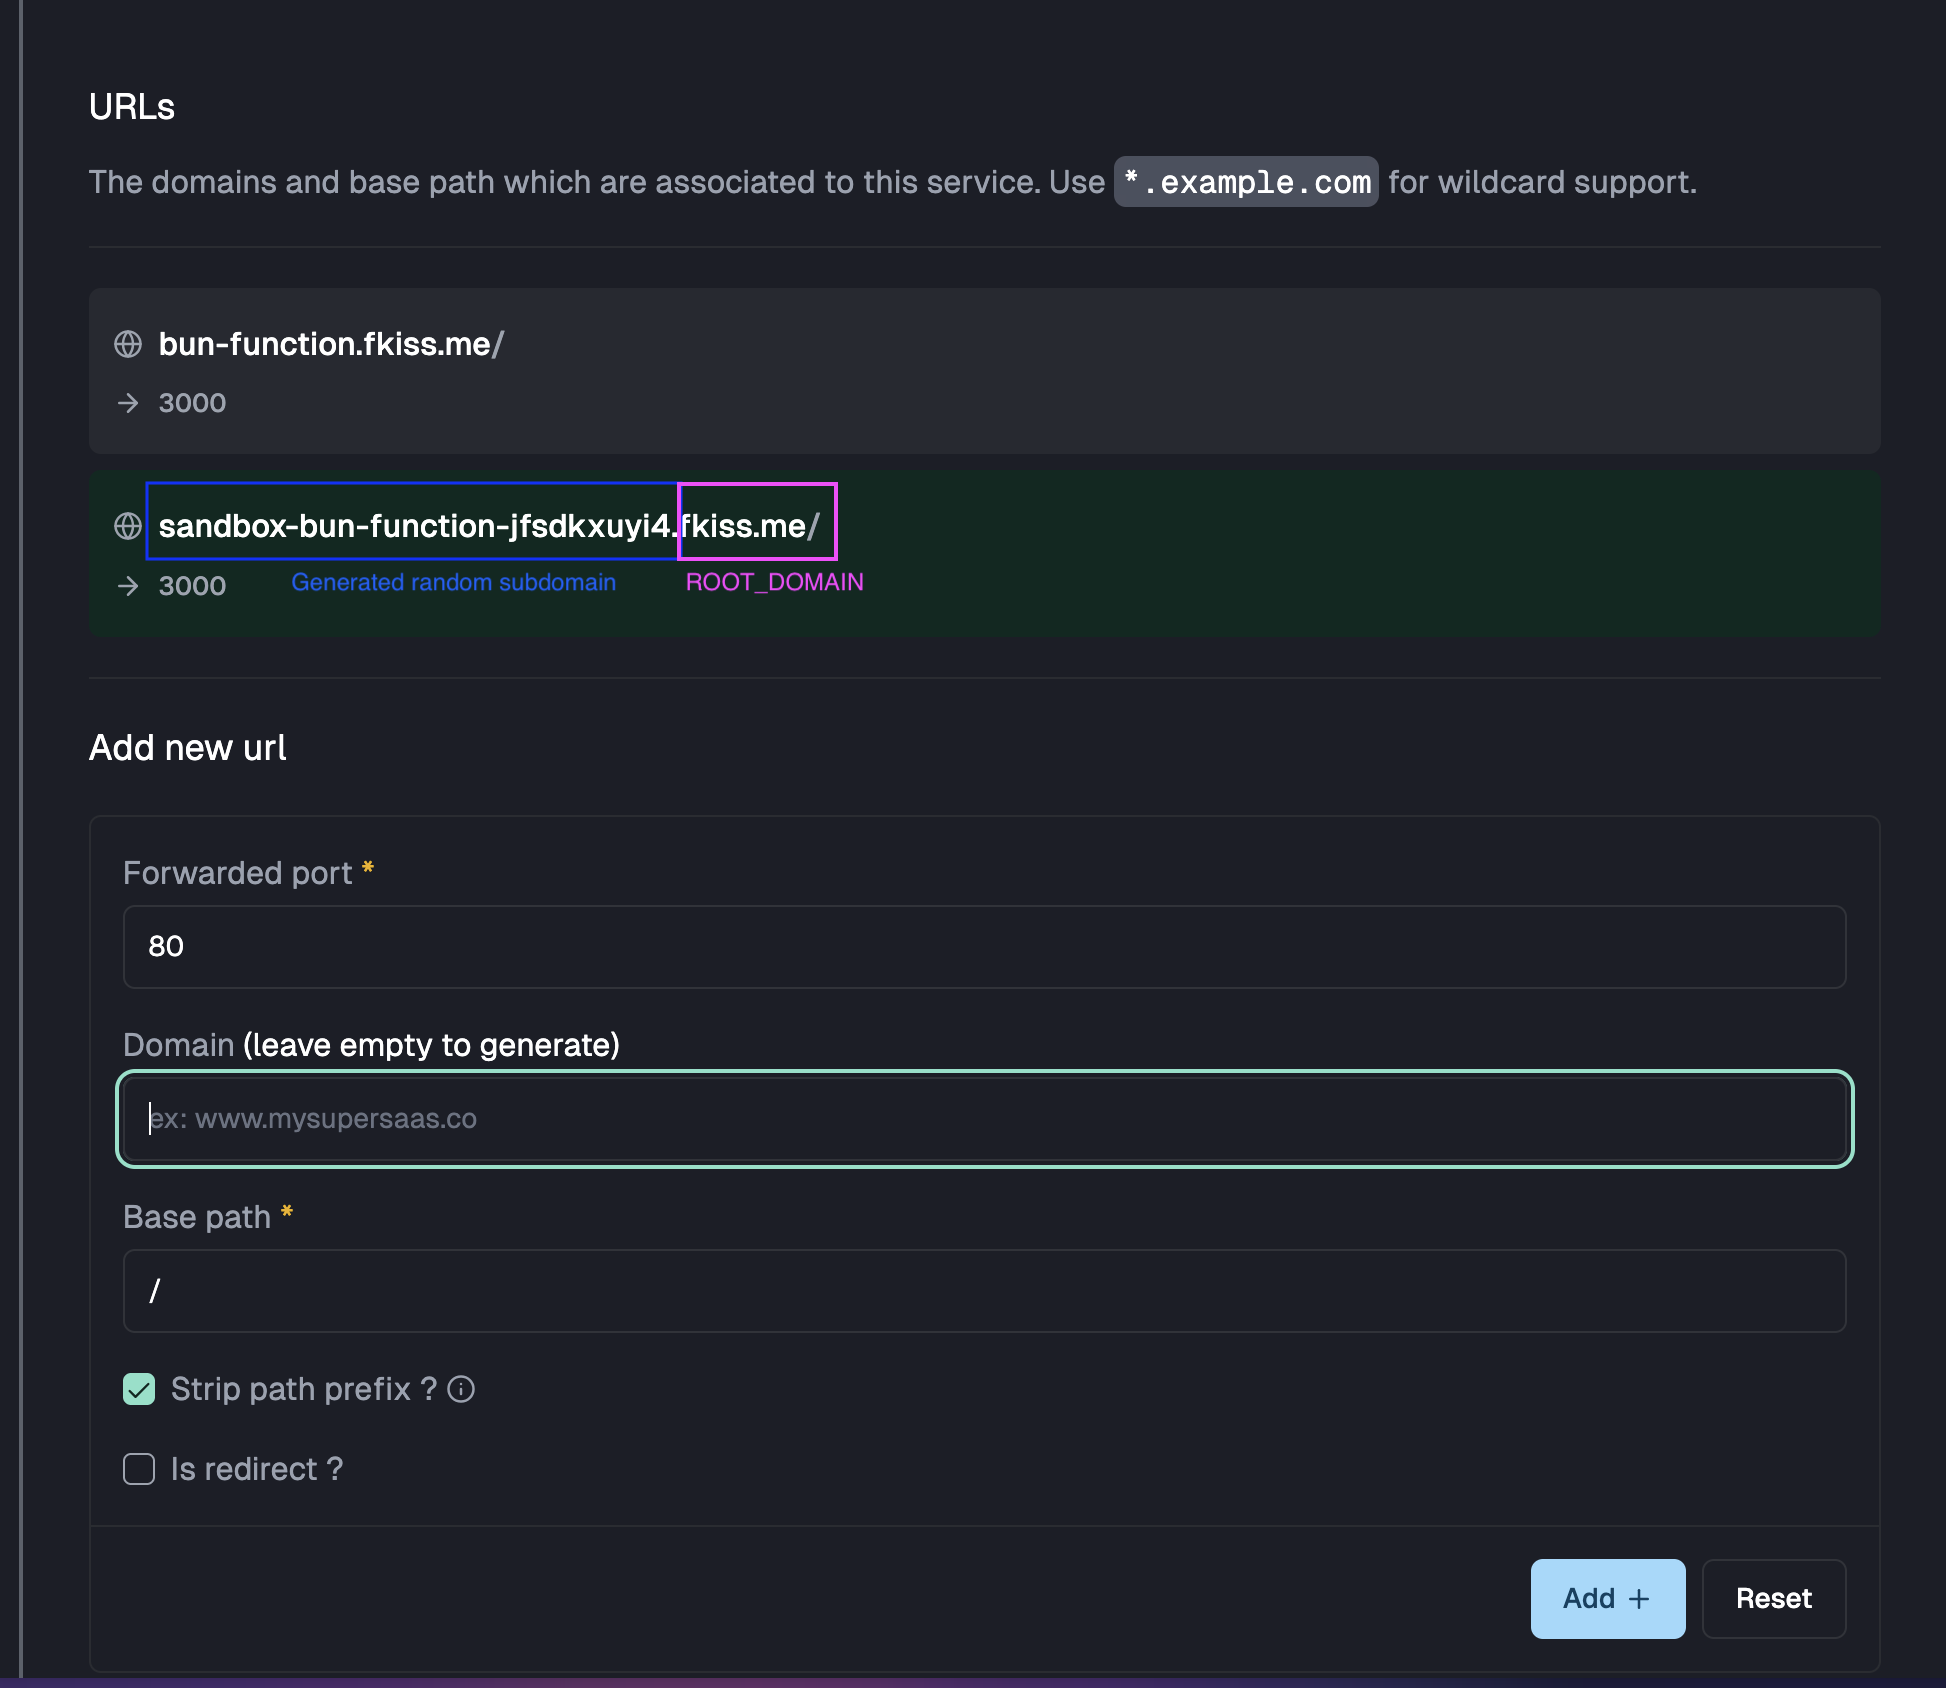 URLs
The domains and base path which are associated to this service. Use *.example.com for wildcard support.
bun-function.fkiss.me/
→ 3000
sandbox-bun-function-jfsdkxuyi4.fkiss.me/
→ 3000 Generated random subdomain ROOT_DOMAIN
Add new url
Forwarded port *
80
Domain (leave empty to generate)
ex: www.mysupersaas.co
Base path *
/
Strip path prefix ?
Is redirect ?
Add + Reset